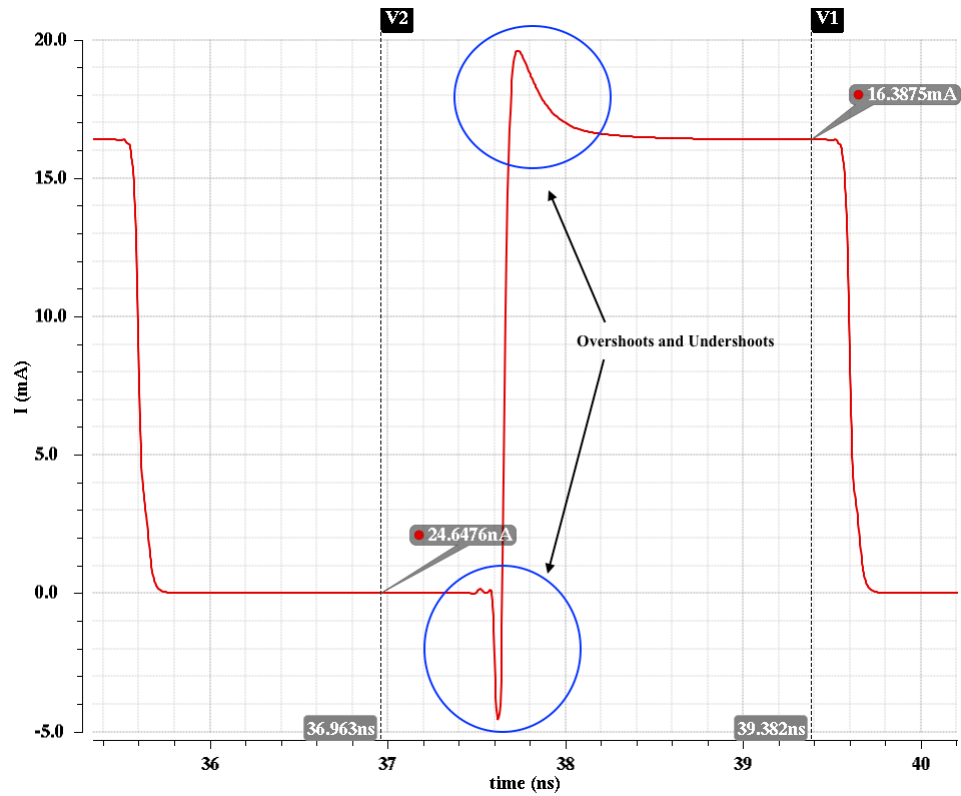 V2
V1
20.0
16.3875mA
15.0
10.0
Overshoots and Undershoots
I (mA)
5.0
24.6476nA
0.0
-5.0
36.963ns
39.382ns
36
37
38
39
40
time (ns)